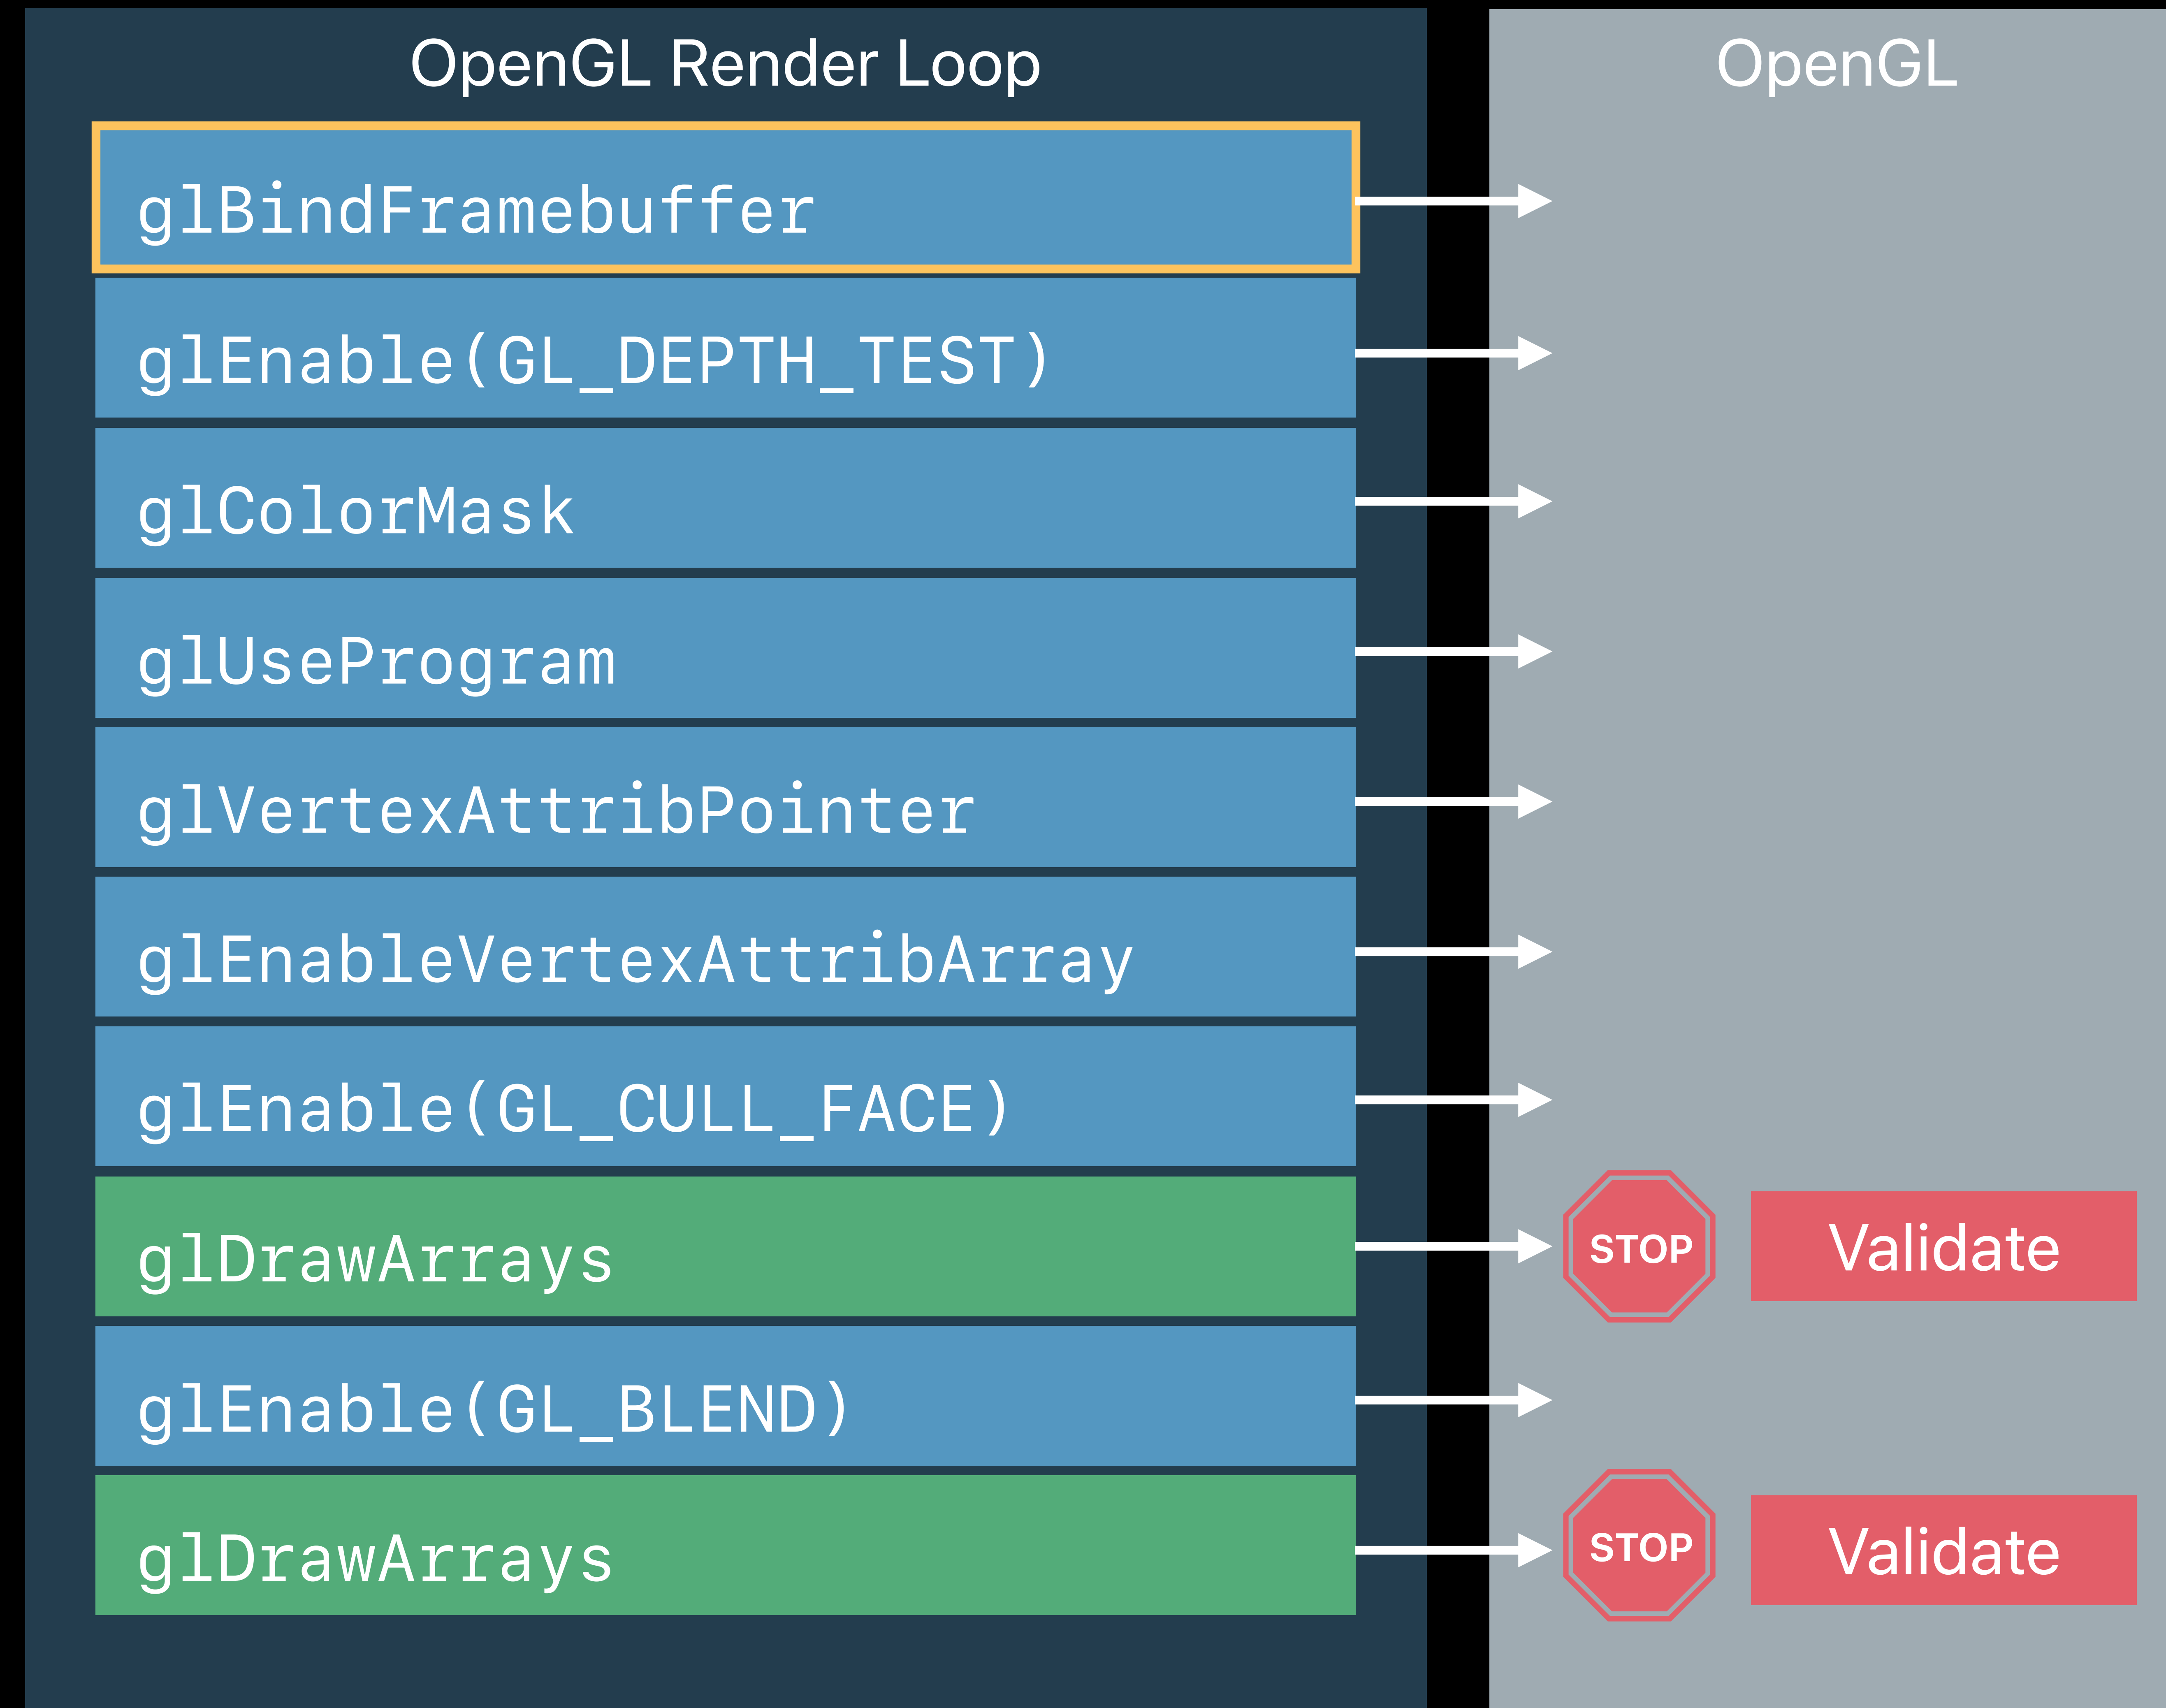 OpenGL Render Loop
OpenGL
glBindFramebuffer
glEnable(GL_DEPTH_TEST)
glColorMask
glUseProgram
glVertexAttribPointer
glEnableVertexAttribArray
glEnable(GL_CULL_FACE)
glDrawArrays
STOP
Validate
glEnable(GL_BLEND)
glDrawArrays
STOP
Validate